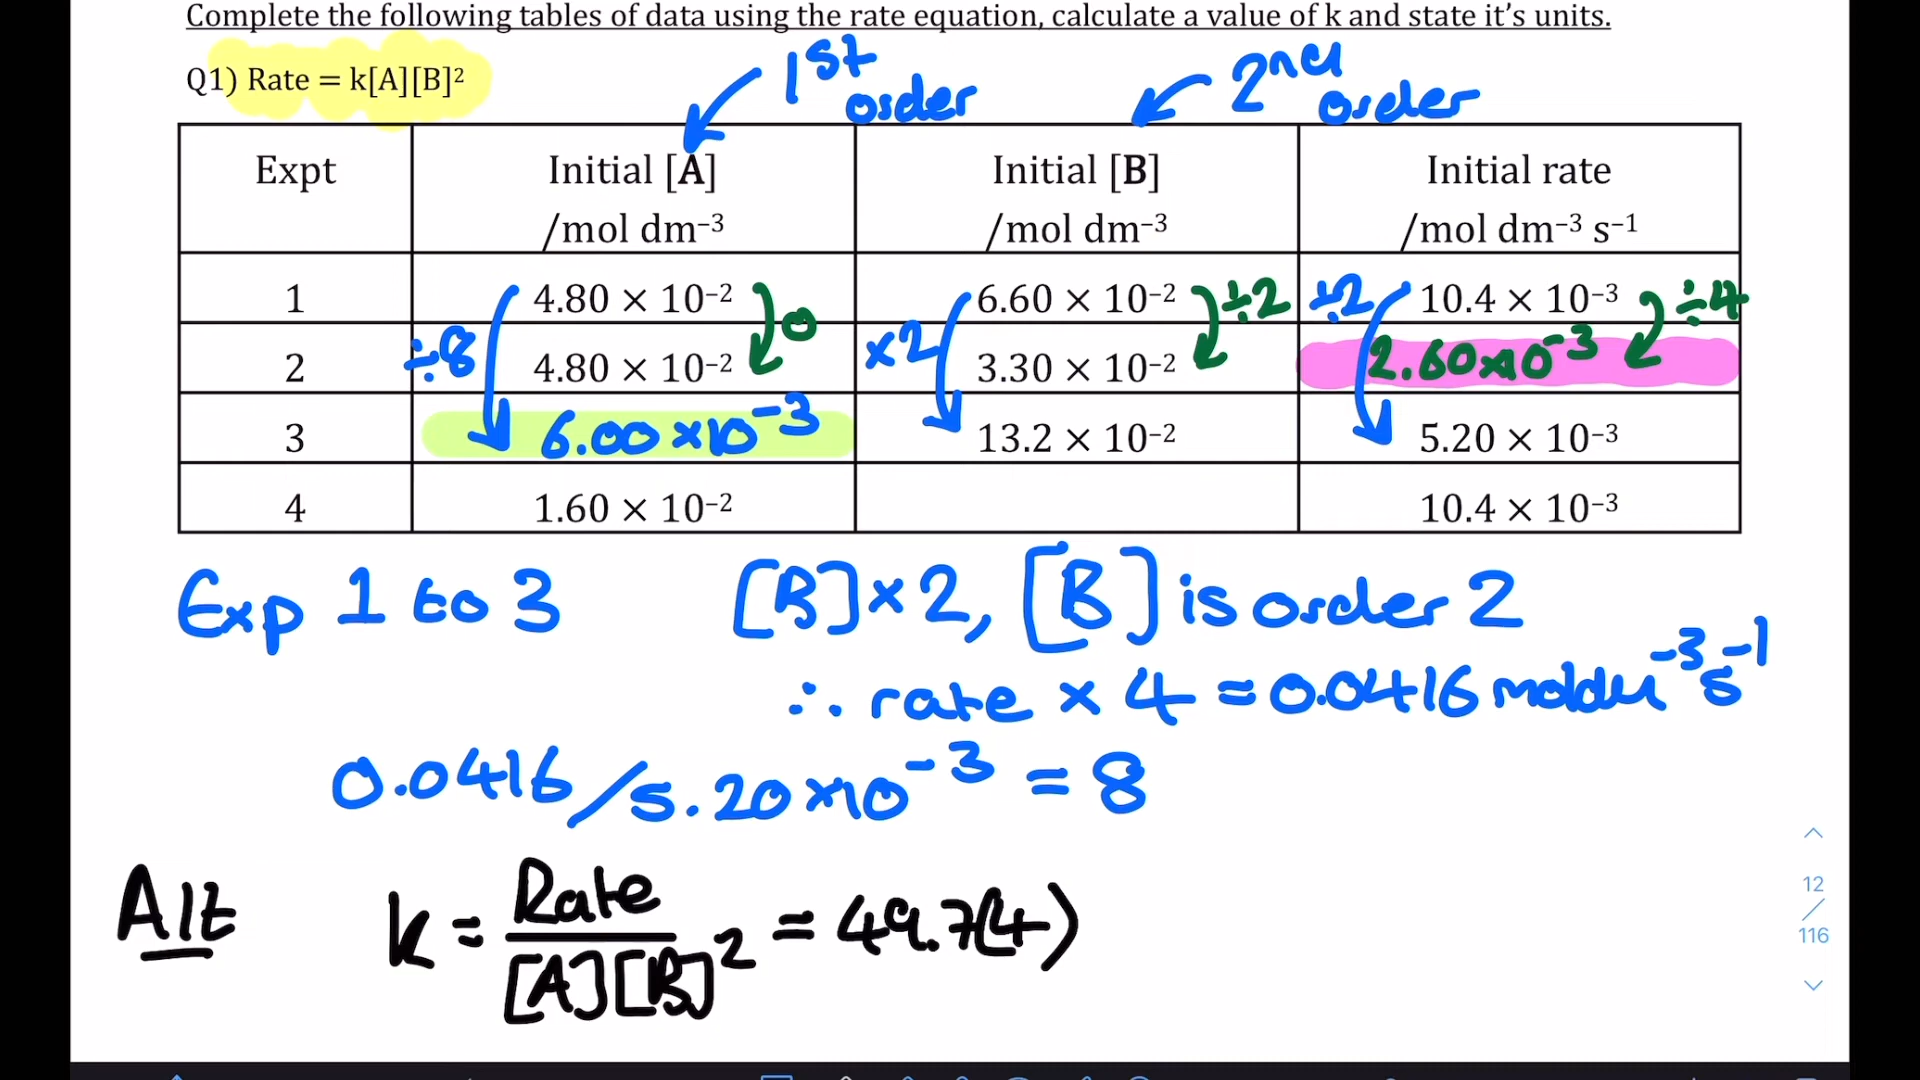 Complete the following tables of data using the rate equation, calculate a value of k and state it's units.
Q1) Rate = k[A][B]²
1st order
2nd order
Expt Initial [A] /mol dm⁻³ Initial [B] /mol dm⁻³ Initial rate /mol dm⁻³ s⁻¹
1 4.80 × 10⁻² 0 6.60 × 10⁻² ÷2 ÷2 10.4 × 10⁻³ ÷4
2 ÷8 4.80 × 10⁻² ×2 3.30 × 10⁻² 2.60×10⁻³
3 6.00×10⁻³ 13.2 × 10⁻² 5.20 × 10⁻³
4 1.60 × 10⁻² 10.4 × 10⁻³
Exp 1 to 3 [B]×2, [B] is order 2
∴ rate × 4 = 0.0416 moldm⁻³s⁻¹
0.0416/5.20×10⁻³ = 8
Alt k = Rate/[A][B]² = 49.7(4)
12
/
116